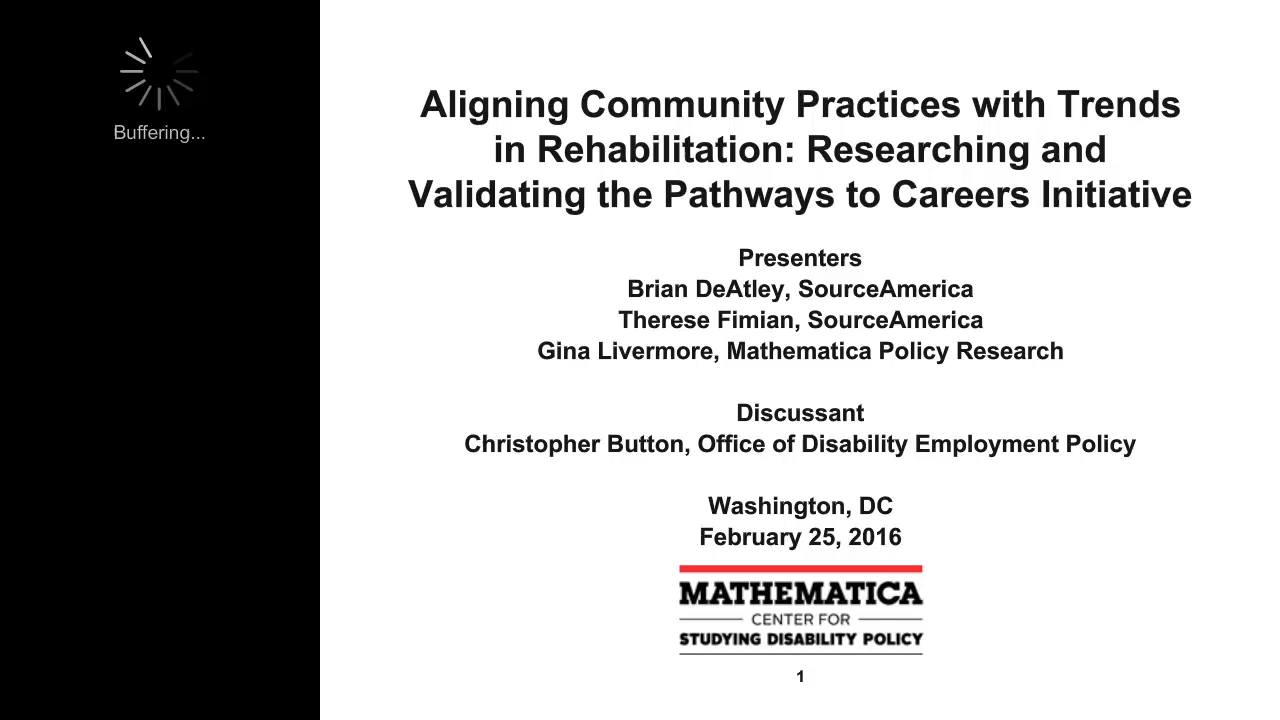 Buffering...
Aligning Community Practices with Trends
in Rehabilitation: Researching and
Validating the Pathways to Careers Initiative
Presenters
Brian DeAtley, SourceAmerica
Therese Fimian, SourceAmerica
Gina Livermore, Mathematica Policy Research
Discussant
Christopher Button, Office of Disability Employment Policy
Washington, DC
February 25, 2016
MATHEMATICA
CENTER FOR
STUDYING DISABILITY POLICY
1